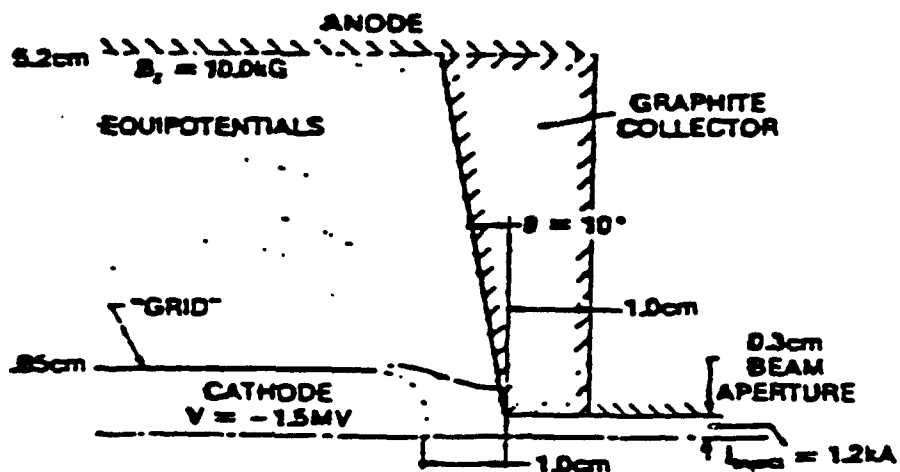 ANODE
5.2cm
B_z = 10.0kG
EQUIPOTENTIALS
GRAPHITE
COLLECTOR
θ = 10°
"GRID"
1.0cm
0.3cm
BEAM
APERTURE
.85cm
CATHODE
V = -1.5MV
= 1.2kA
1.0cm